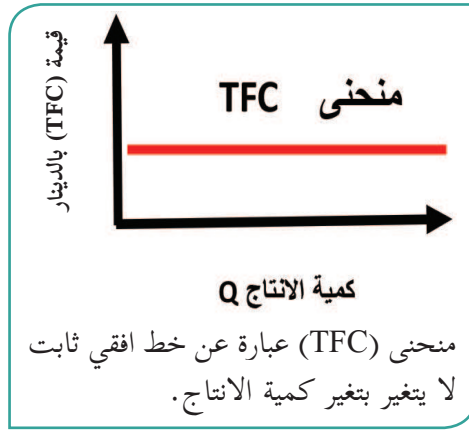 قيمة (TFC) بالدينار
منحنى TFC
كمية الانتاج Q
منحنى (TFC) عبارة عن خط افقي ثابت
لا يتغير بتغير كمية الانتاج.